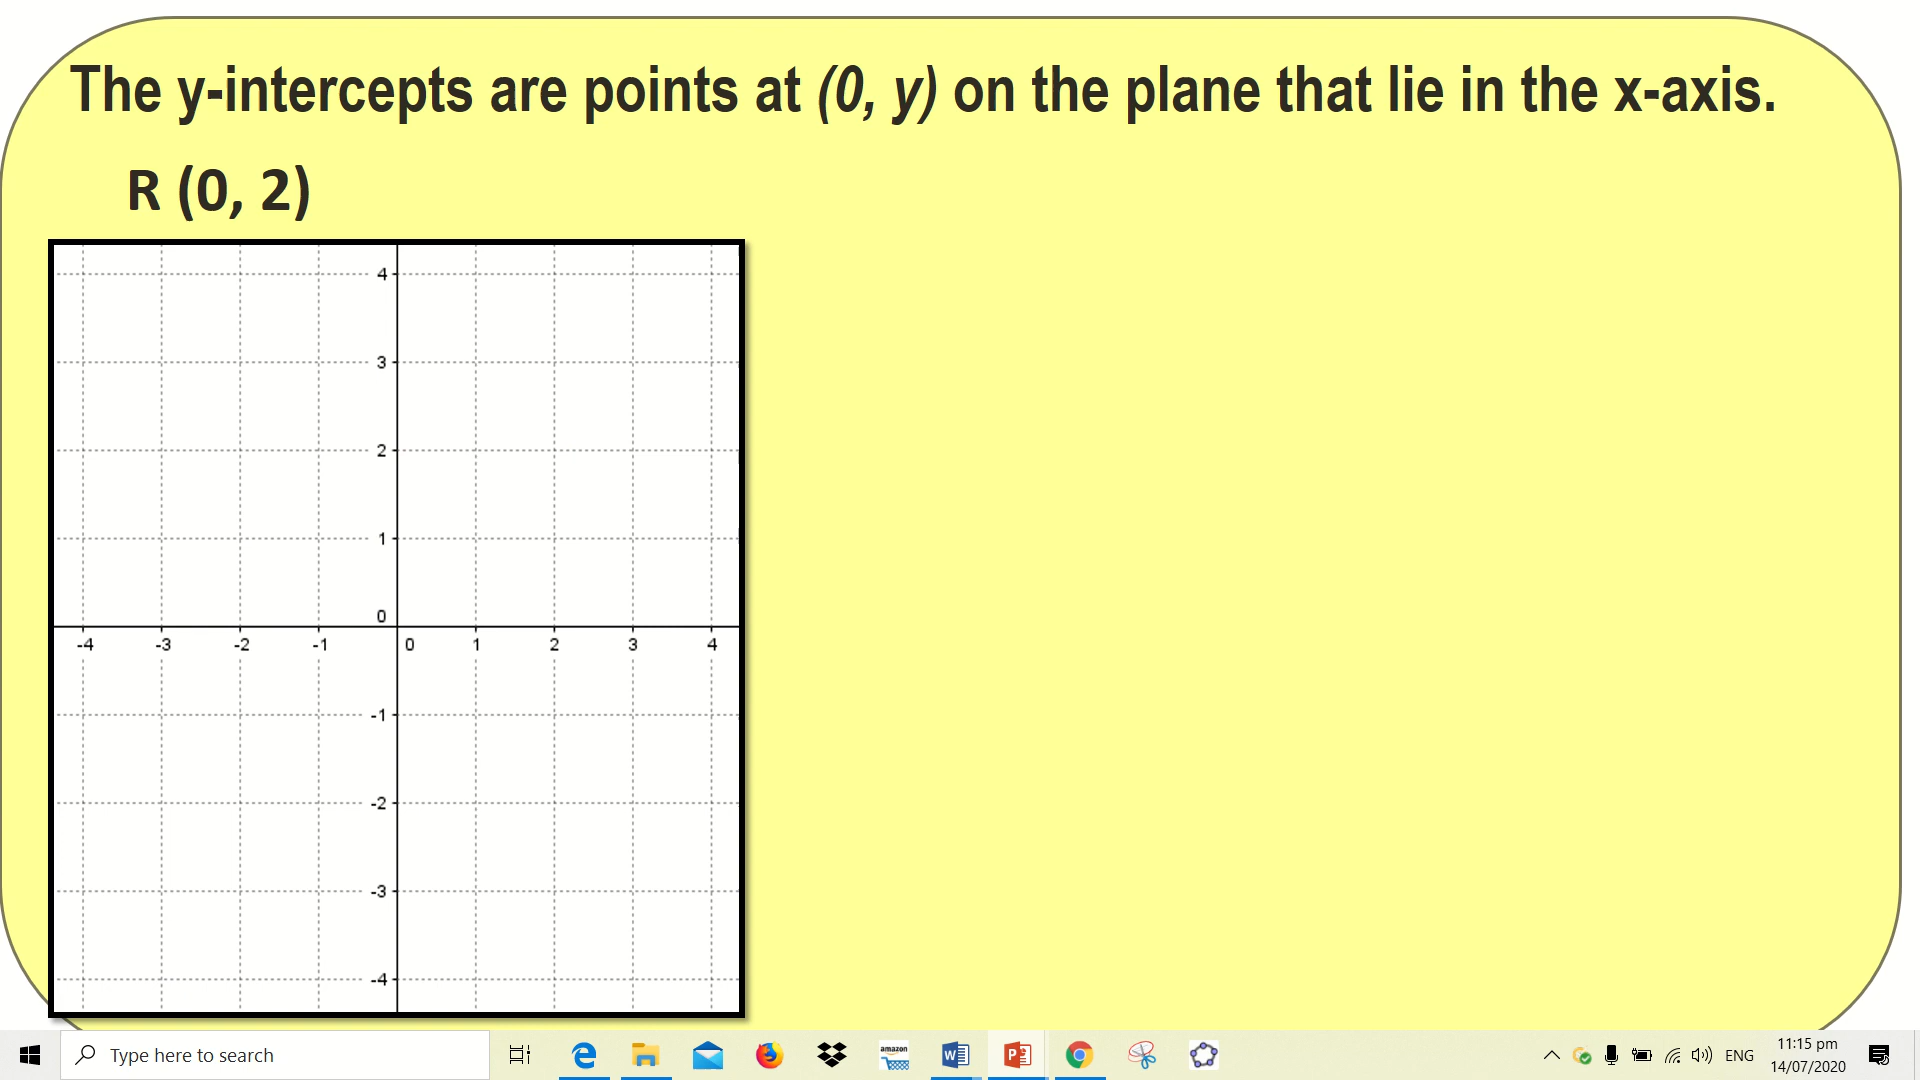 The y-intercepts are points at (0, y) on the plane that lie in the x-axis.
R (0, 2)
4
3
2
1
0
-4 -3 -2 -1 0 1 2 3 4
-1
-2
-3
-4
Type here to search
amazon
ENG
11:15 pm
14/07/2020